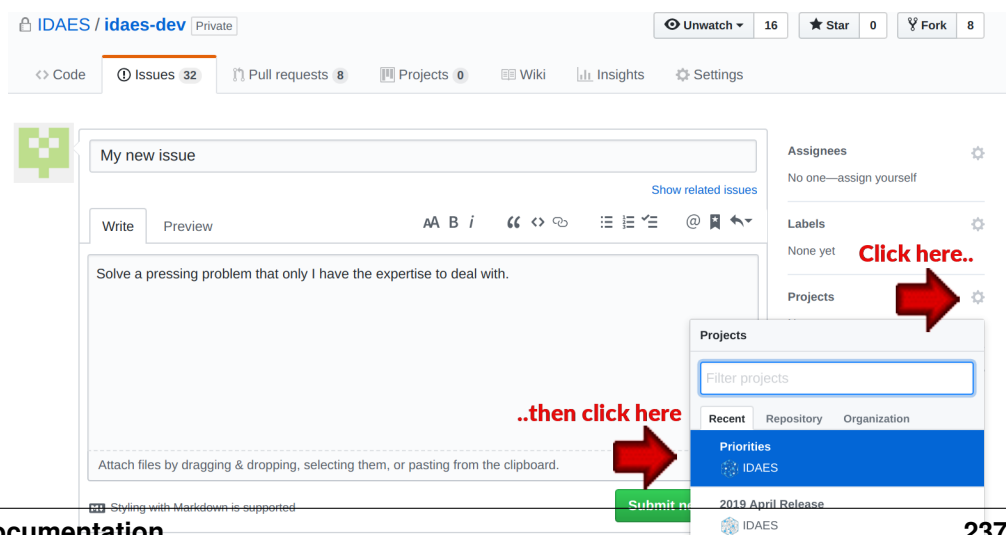 IDAES / idaes-dev Private
Unwatch 16 Star 0 Fork 8
Code Issues 32 Pull requests 8 Projects 0 Wiki Insights Settings
My new issue
Show related issues
Write Preview AA B i “ <> @
Solve a pressing problem that only I have the expertise to deal with.
Attach files by dragging & dropping, selecting them, or pasting from the clipboard.
Styling with Markdown is supported
Submit
Assignees
No one—assign yourself
Labels
None yet
Click here..
Projects
Projects
Filter projects
..then click here
Recent Repository Organization
Priorities
IDAES
2019 April Release
IDAES
237